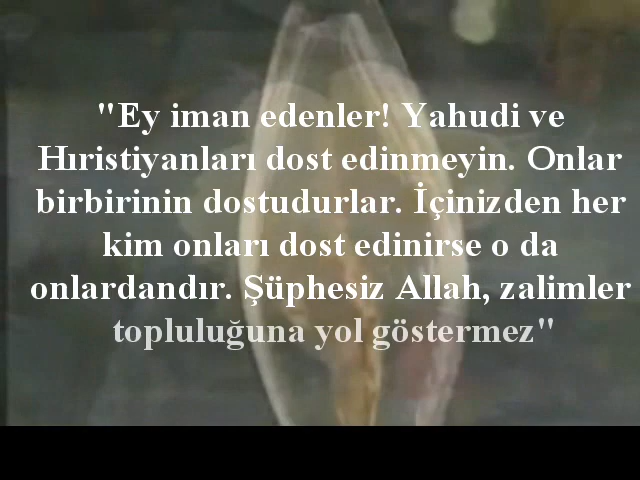 "Ey iman edenler! Yahudi ve
Hıristiyanları dost edinmeyin. Onlar
birbirinin dostudurlar. İçinizden her
kim onları dost edinirse o da
onlardandır. Şüphesiz Allah, zalimler
topluluğuna yol göstermez"